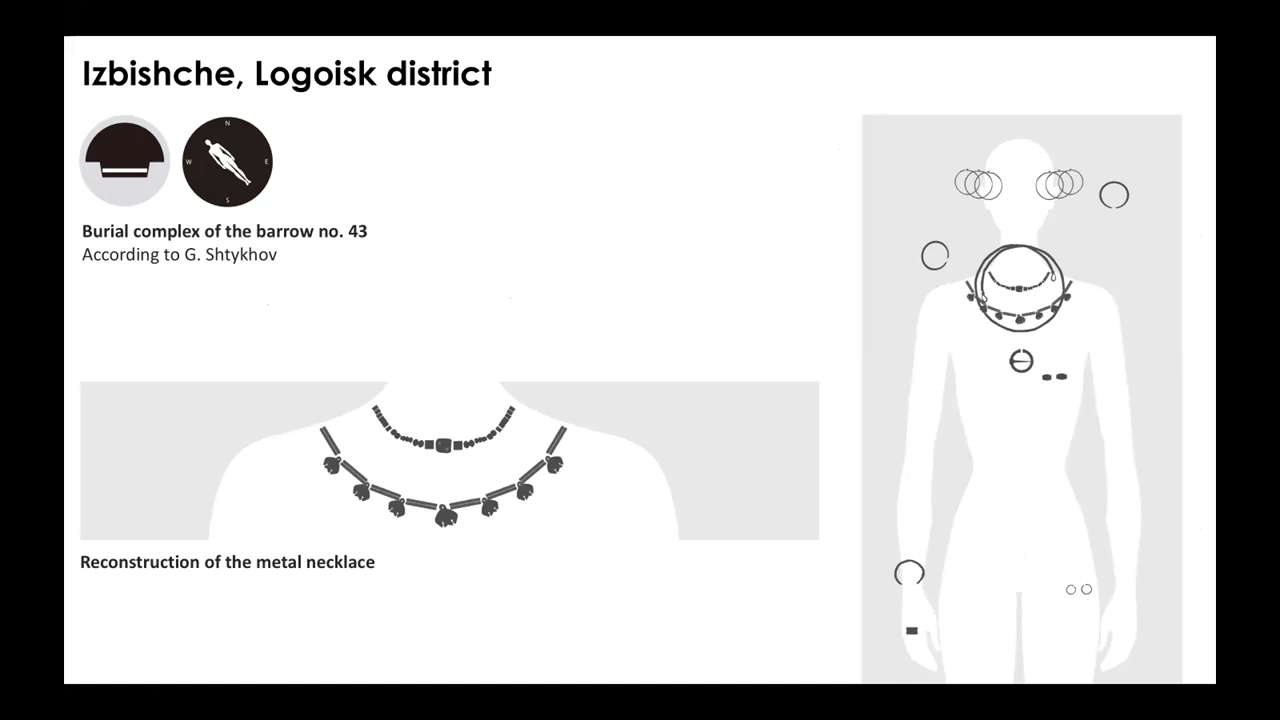 Izbishche, Logoisk district
N
W
E
S
Burial complex of the barrow no. 43
According to G. Shtykhov
Reconstruction of the metal necklace